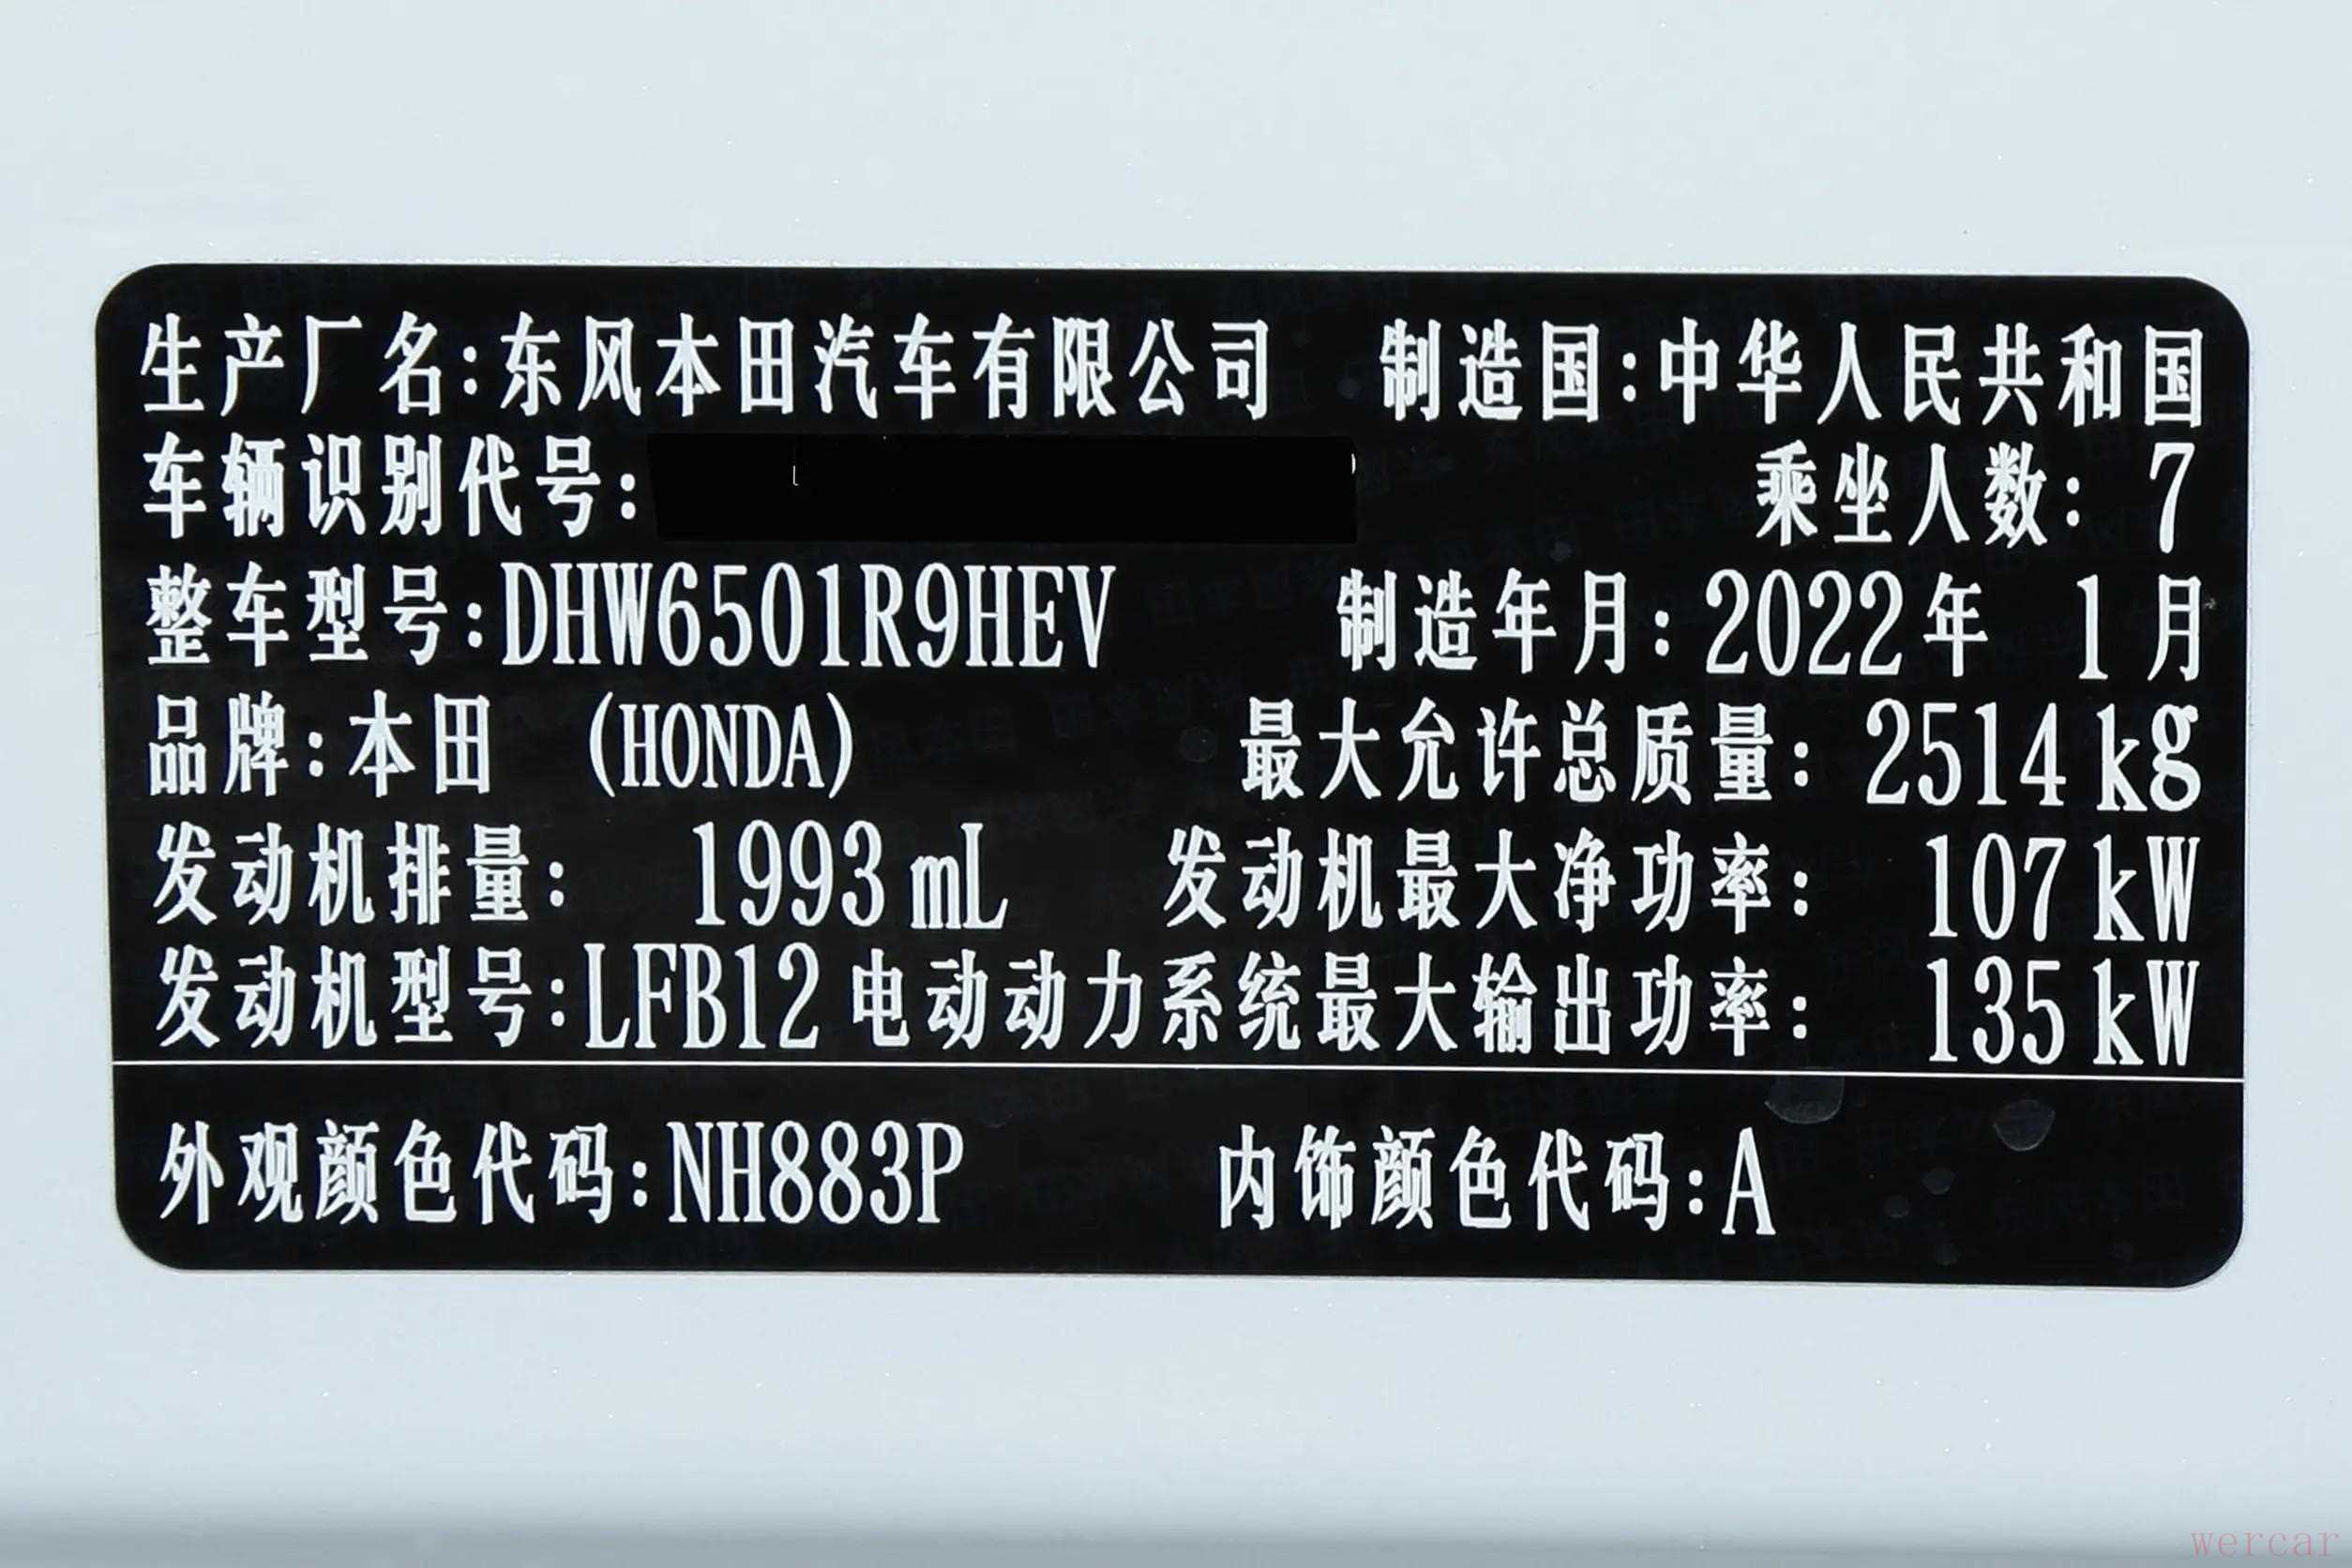 生产厂名:东风本田汽车有限公司 制造国:中华人民共和国
车辆识别代号: 乘坐人数: 7
整车型号:DHW6501R9HEV 制造年月:2022年 1月
品牌:本田 (HONDA) 最大允许总质量: 2514 kg
发动机排量: 1993 mL 发动机最大净功率: 107 kW
发动机型号:LFB12 电动动力系统最大输出功率: 135 kW
外观颜色代码:NH883P 内饰颜色代码:A
wercar